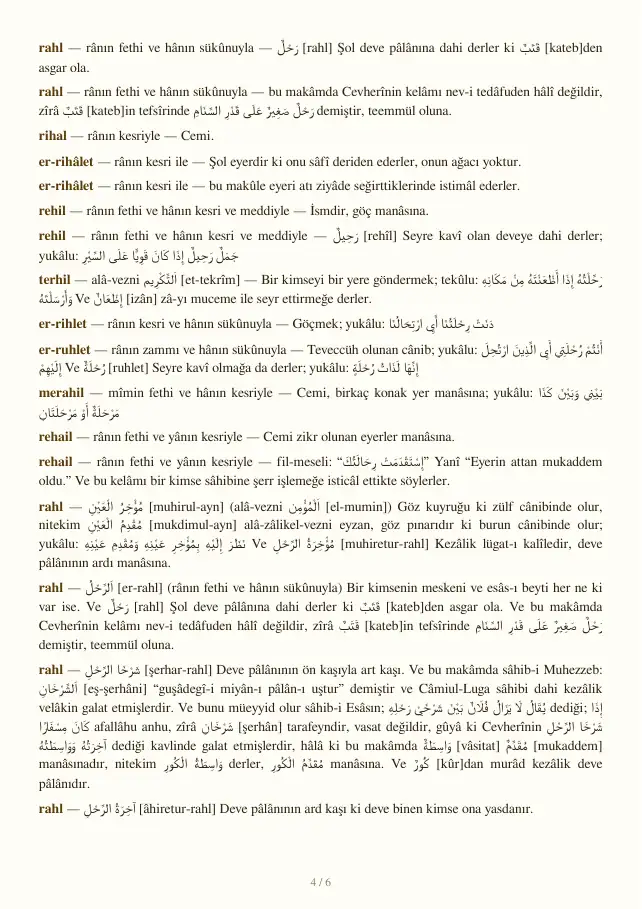 rahl — rânın fethi ve hânın sükûnuyla — رَحْلٌ [rahl] Şol deve pâlânına dahi derler ki قَتَبٌ [kateb]den
asgar ola.
rahl — rânın fethi ve hânın sükûnuyla — bu makâmda Cevherînin kelâmı nev-i tedâfuden hâlî değildir,
zîrâ قَتَبٌ [kateb]in tefsîrinde رَحْلٌ صَغِيرٌ عَلَى قَدْرِ السَّنَامِ demiştir, teemmül oluna.
rihal — rânın kesriyle — Cemi.
er-rihâlet — rânın kesri ile — Şol eyerdir ki onu sâfî deriden ederler, onun ağacı yoktur.
er-rihâlet — rânın kesri ile — bu makûle eyeri atı ziyâde seğirttiklerinde istimâl ederler.
rehil — rânın fethi ve hânın kesri ve meddiyle — İsmdir, göç manâsına.
rehil — rânın fethi ve hânın kesri ve meddiyle — رَحِيلٌ [rehîl] Seyre kavî olan deveye dahi derler;
yukâlu: جَمَلٌ رَحِيلٌ إِذَا كَانَ قَوِيًّا عَلَى السَّيْرِ
terhil — alâ-vezni اَلتَّكْرِيمِ [et-tekrîm] — Bir kimseyi bir yere göndermek; tekûlu: رَحَّلْتُهُ إِذَا أَظْعَنْتَهُ مِنْ مَكَانِهِ
وَأَرْسَلْتَهُ Ve إِظْعَانٌ [izân] zâ-yı muceme ile seyr ettirmeğe derler.
er-rihlet — rânın kesri ve hânın sükûnuyla — Göçmek; yukâlu: دَنَتْ رِحْلَتُنَا أَيِ ارْتِحَالُنَا
er-ruhlet — rânın zammı ve hânın sükûnuyla — Teveccüh olunan cânib; yukâlu: أَنْتُمْ رُحْلَتِي أَيِ الَّذِينَ ارْتَحِلُ
إِلَيْهِمْ Ve رُحْلَةٌ [ruhlet] Seyre kavî olmağa da derler; yukâlu: إِنَّهَا لَذَاتُ رُحْلَةٍ
merahil — mîmin fethi ve hânın kesriyle — Cemi, birkaç konak yer manâsına; yukâlu: بَيْنِي وَبَيْنَ كَذَا
مَرْحَلَةٌ أَوْ مَرْحَلَتَانِ
rehail — rânın fethi ve yânın kesriyle — Cemi zikr olunan eyerler manâsına.
rehail — rânın fethi ve yânın kesriyle — fil-meseli: “اِسْتَقْدَمَتْ رِحَالَتُكَ” Yanî “Eyerin attan mukaddem
oldu.” Ve bu kelâmı bir kimse sâhibine şerr işlemeğe isticâl ettikte söylerler.
rahl — مُؤْخِرُ الْعَيْنِ [muhirul-ayn] (alâ-vezni اَلْمُؤْمِنِ [el-mumin]) Göz kuyruğu ki zülf cânibinde olur,
nitekim مُقْدِمُ الْعَيْنِ [mukdimul-ayn] alâ-zâlikel-vezni eyzan, göz pınarıdır ki burun cânibinde olur;
yukâlu: نَظَرَ إِلَيْهِ بِمُؤْخِرِ عَيْنِهِ وَمُقْدِمِ عَيْنِهِ Ve مُؤْخِرَةُ الرَّحْلِ [muhiretur-rahl] Kezâlik lügat-ı kalîledir, deve
pâlânının ardı manâsına.
rahl — اَلرَّحْلُ [er-rahl] (rânın fethi ve hânın sükûnuyla) Bir kimsenin meskeni ve esâs-ı beyti her ne ki
var ise. Ve رَحْلٌ [rahl] Şol deve pâlânına dahi derler ki قَتَبٌ [kateb]den asgar ola. Ve bu makâmda
Cevherînin kelâmı nev-i tedâfuden hâlî değildir, zîrâ قَتَبٌ [kateb]in tefsîrinde رَحْلٌ صَغِيرٌ عَلَى قَدْرِ السَّنَامِ
demiştir, teemmül oluna.
rahl — شَرْخَا الرَّحْلِ [şerhar-rahl] Deve pâlânının ön kaşıyla art kaşı. Ve bu makâmda sâhib-i Muhezzeb:
اَلشَّرْخَانِ [eş-şerhâni] “guşâdegî-i miyân-ı pâlân-ı uştur” demiştir ve Câmiul-Luga sâhibi dahi kezâlik
velâkin galat etmişlerdir. Ve bunu müeyyid olur sâhib-i Esâsın; يُقَالُ لَا يَزَالُ فُلَانٌ بَيْنَ شَرْخَيْ رَحْلِهِ dediği; إِذَا
كَانَ مِسْفَارًا afallâhu anhu, zîrâ شَرْخَانِ [şerhân] tarafeyndir, vasat değildir, gûyâ ki Cevherînin شَرْخَا الرَّحْلِ
آخِرَتُهُ وَوَاسِطَتُهُ dediği kavlinde galat etmişlerdir, hâlâ ki bu makâmda وَاسِطَةٌ [vâsitat] مُقَدَّمٌ [mukaddem]
manâsınadır, nitekim وَاسِطَةُ الْكُورِ derler, مُقَدَّمُ الْكُورِ manâsına. Ve كُورٌ [kûr]dan murâd kezâlik deve
pâlânıdır.
rahl — آخِرَةُ الرَّحْلِ [âhiretur-rahl] Deve pâlânının ard kaşı ki deve binen kimse ona yasdanır.
4 / 6